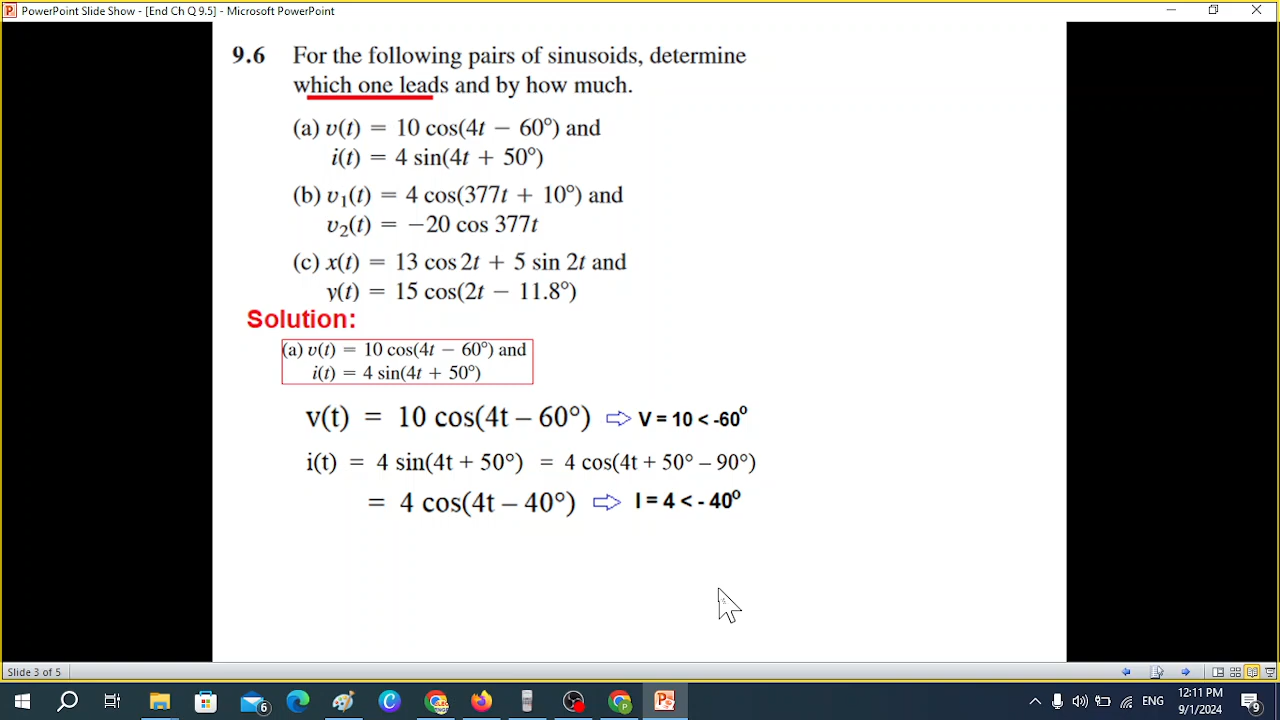 PowerPoint Slide Show - [End Ch Q 9.5] - Microsoft PowerPoint
9.6 For the following pairs of sinusoids, determine
which one leads and by how much.
(a) v(t) = 10 cos(4t − 60°) and
i(t) = 4 sin(4t + 50°)
(b) v₁(t) = 4 cos(377t + 10°) and
v₂(t) = −20 cos 377t
(c) x(t) = 13 cos 2t + 5 sin 2t and
y(t) = 15 cos(2t − 11.8°)
Solution:
(a) v(t) = 10 cos(4t − 60°) and
i(t) = 4 sin(4t + 50°)
v(t) = 10 cos(4t – 60°) ⇨ V = 10 < -60⁰
i(t) = 4 sin(4t + 50°) = 4 cos(4t + 50° – 90°)
= 4 cos(4t – 40°) ⇨ I = 4 < - 40⁰
Slide 3 of 5
6
ENG
12:11 PM
9/1/2024
9